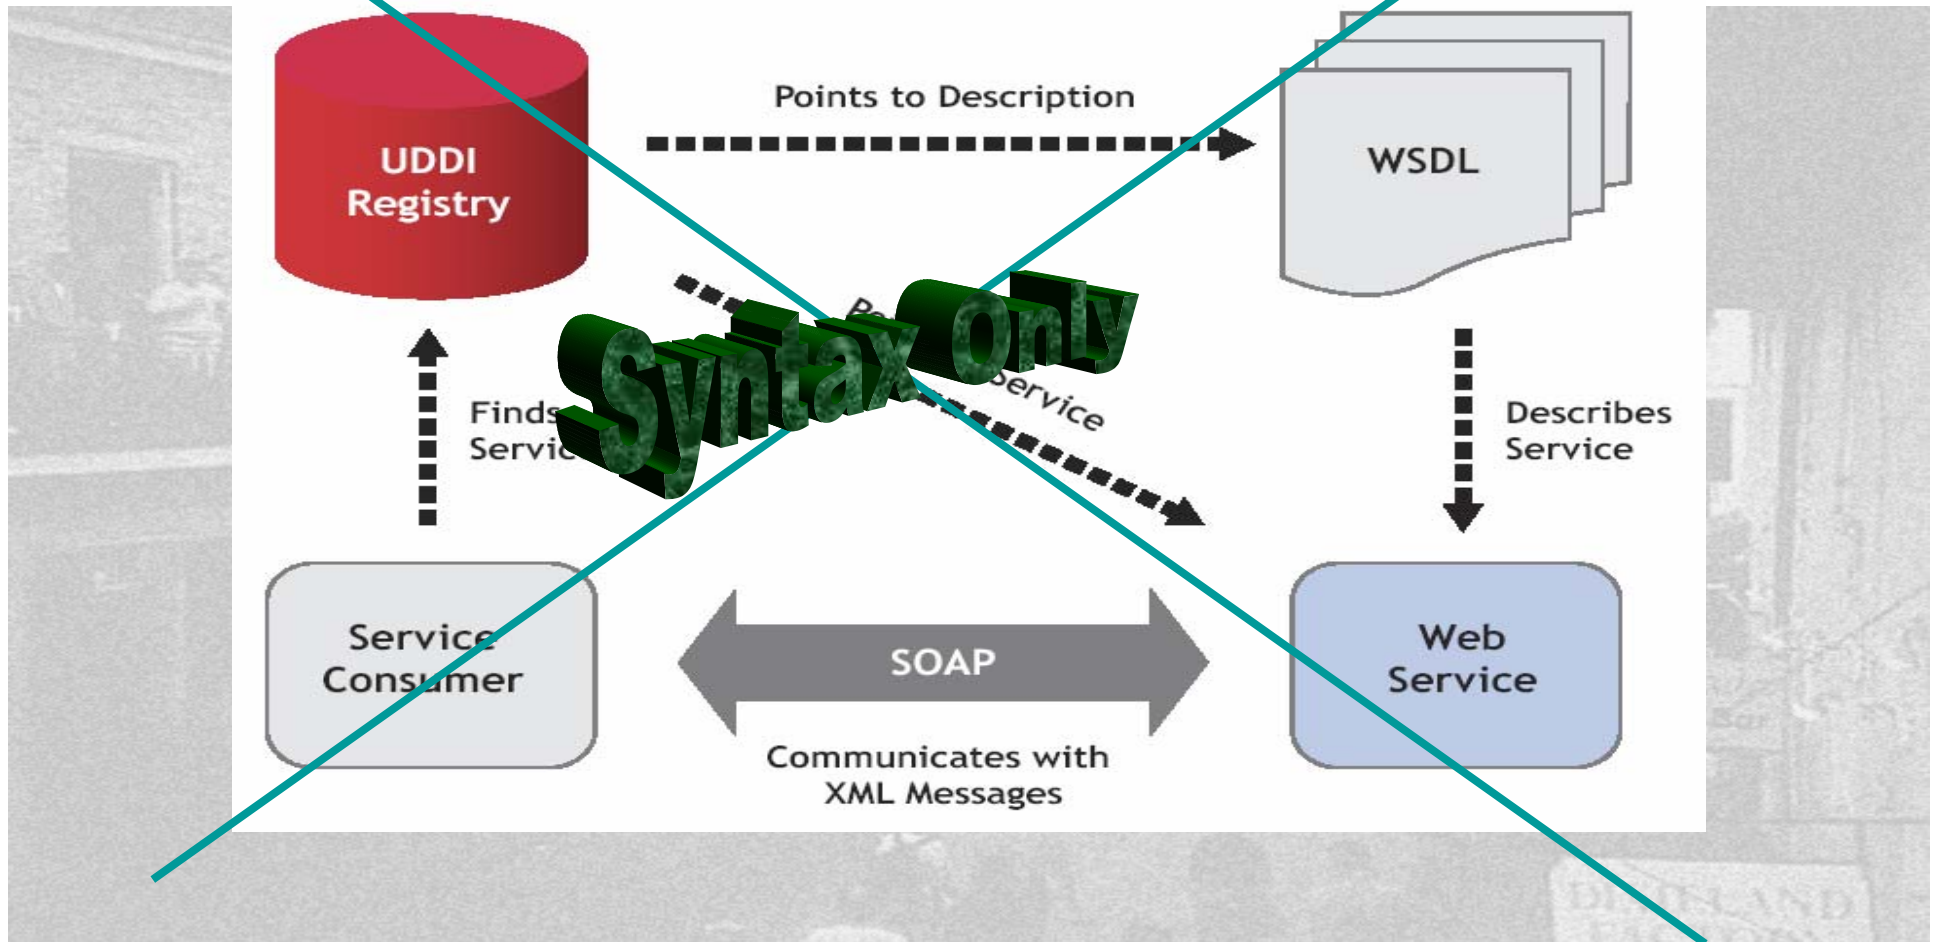 Points to Description
UDDI
Registry
WSDL
Syntax Only
Service
Finds
Servic
Describes
Service
Service
Consumer
SOAP
Web
Service
Communicates with
XML Messages